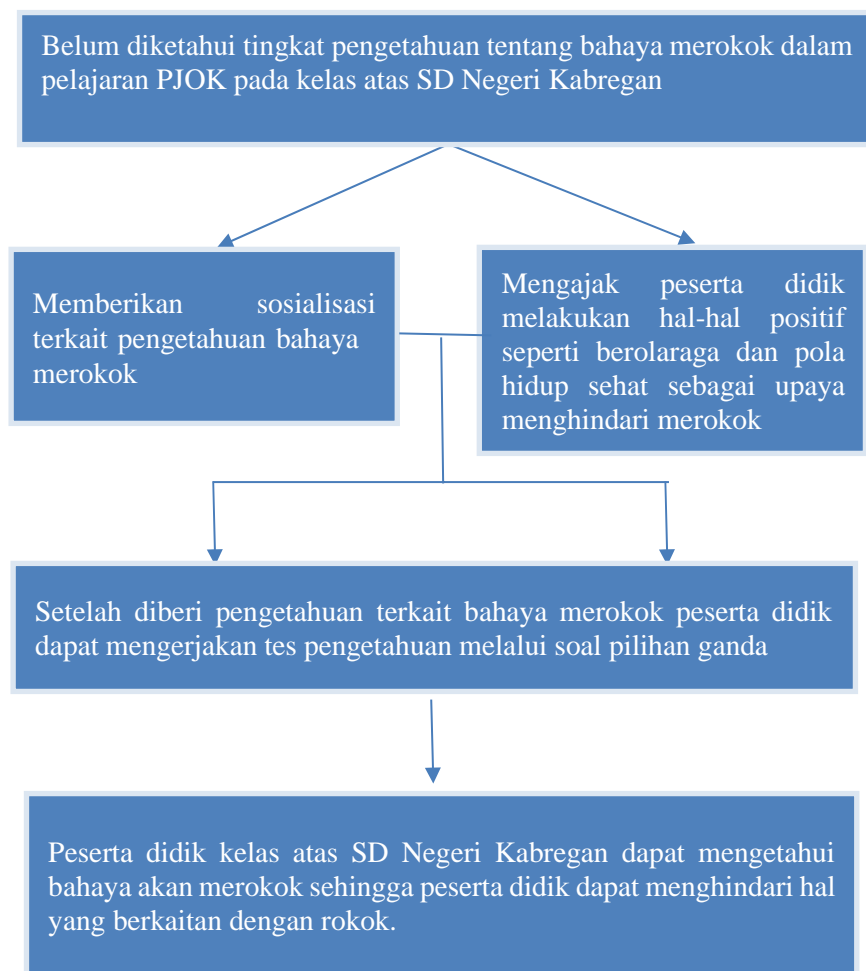 Belum diketahui tingkat pengetahuan tentang bahaya merokok dalam
pelajaran PJOK pada kelas atas SD Negeri Kabregan
Memberikan sosialisasi
terkait pengetahuan bahaya
merokok
Mengajak peserta didik
melakukan hal-hal positif
seperti berolaraga dan pola
hidup sehat sebagai upaya
menghindari merokok
Setelah diberi pengetahuan terkait bahaya merokok peserta didik
dapat mengerjakan tes pengetahuan melalui soal pilihan ganda
Peserta didik kelas atas SD Negeri Kabregan dapat mengetahui
bahaya akan merokok sehingga peserta didik dapat menghindari hal
yang berkaitan dengan rokok.